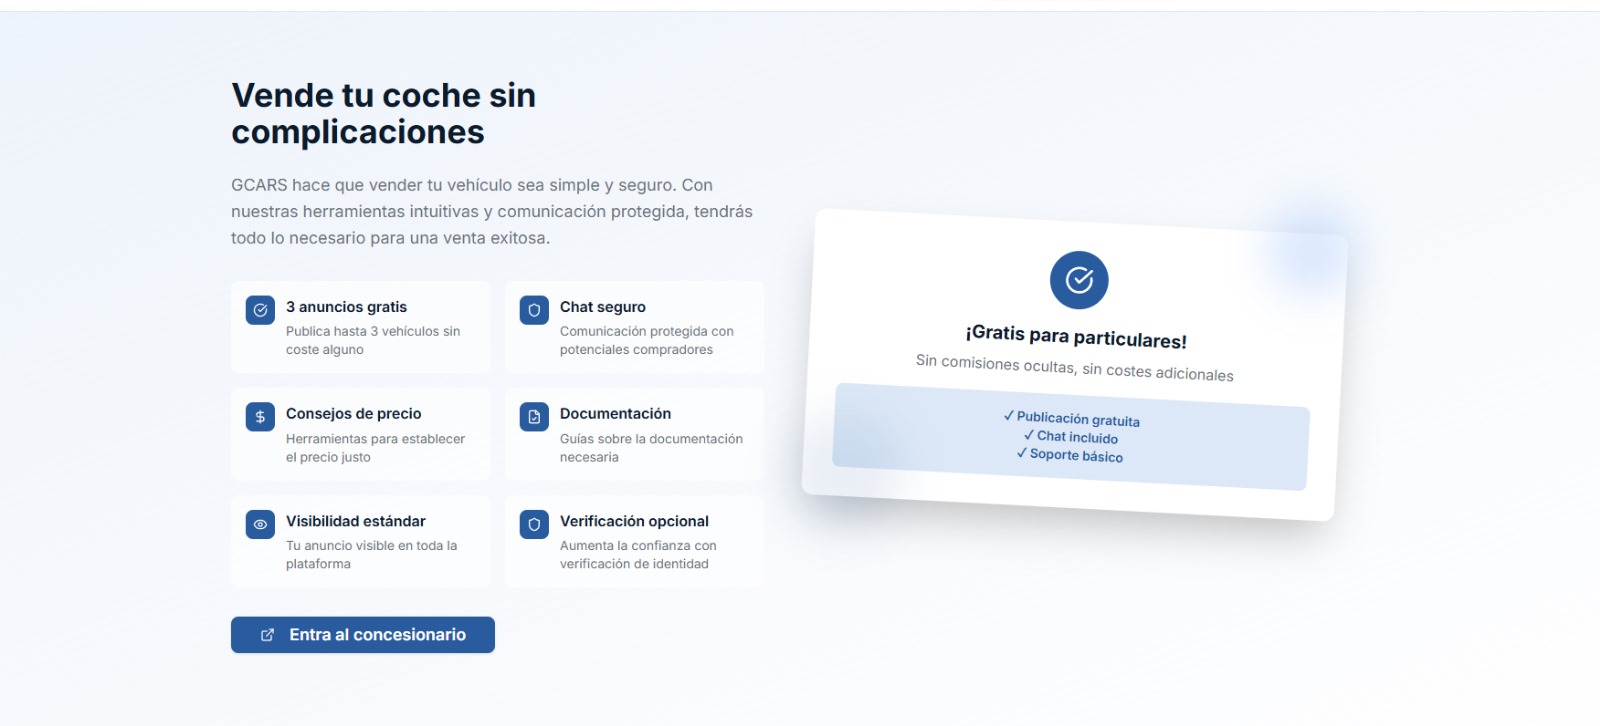 Vende tu coche sin
complicaciones
GCARS hace que vender tu vehículo sea simple y seguro. Con
nuestras herramientas intuitivas y comunicación protegida, tendrás
todo lo necesario para una venta exitosa.
3 anuncios gratis
Publica hasta 3 vehículos sin
coste alguno
Chat seguro
Comunicación protegida con
potenciales compradores
Consejos de precio
Herramientas para establecer
el precio justo
Documentación
Guías sobre la documentación
necesaria
Visibilidad estándar
Tu anuncio visible en toda la
plataforma
Verificación opcional
Aumenta la confianza con
verificación de identidad
Entra al concesionario
¡Gratis para particulares!
Sin comisiones ocultas, sin costes adicionales
✓ Publicación gratuita
✓ Chat incluido
✓ Soporte básico